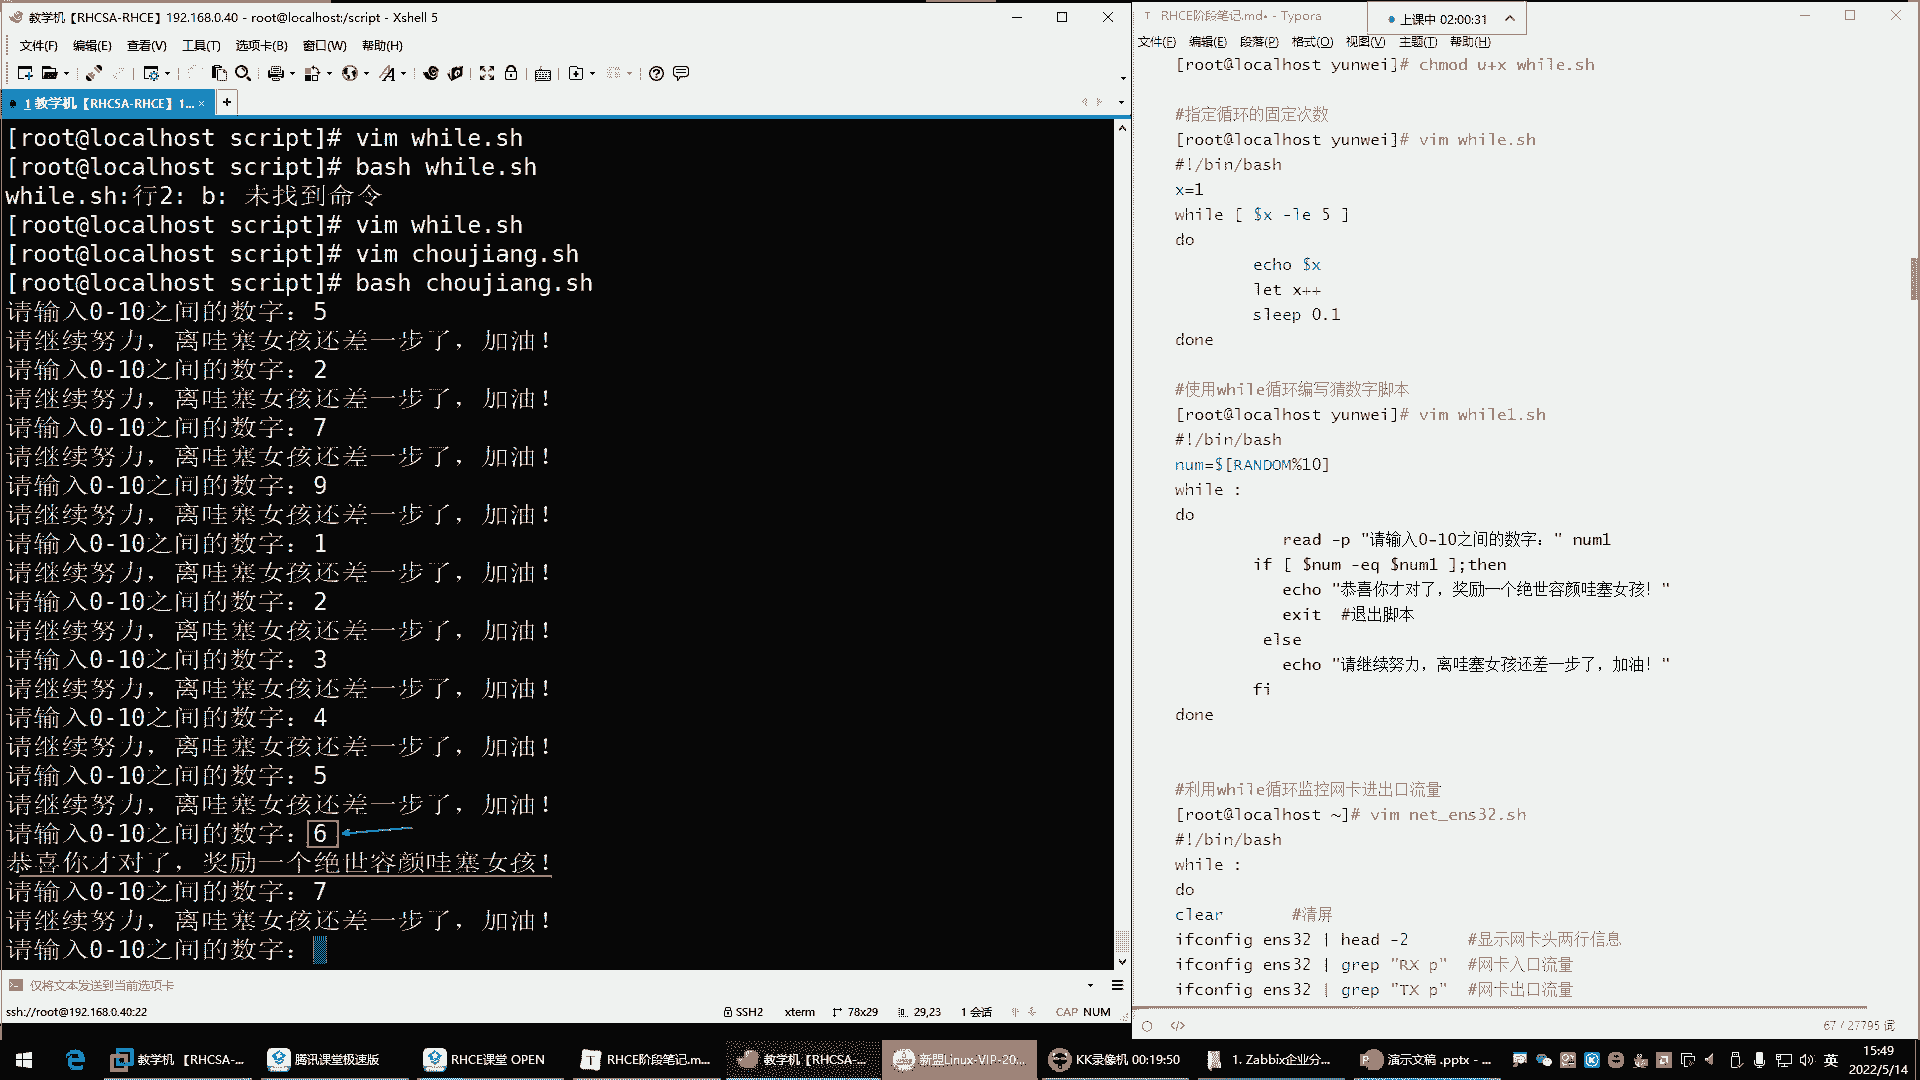 教学机【RHCSA-RHCE】192.168.0.40 - root@localhost:/script - Xshell 5
文件(F) 编辑(E) 查看(V) 工具(T) 选项卡(B) 窗口(W) 帮助(H)
1 教学机【RHCSA-RHCE】1... × +
[root@localhost script]# vim while.sh
[root@localhost script]# bash while.sh
while.sh:行2: b: 未找到命令
[root@localhost script]# vim while.sh
[root@localhost script]# vim choujiang.sh
[root@localhost script]# bash choujiang.sh
请输入0-10之间的数字：5
请继续努力，离哇塞女孩还差一步了，加油！
请输入0-10之间的数字：2
请继续努力，离哇塞女孩还差一步了，加油！
请输入0-10之间的数字：7
请继续努力，离哇塞女孩还差一步了，加油！
请输入0-10之间的数字：9
请继续努力，离哇塞女孩还差一步了，加油！
请输入0-10之间的数字：1
请继续努力，离哇塞女孩还差一步了，加油！
请输入0-10之间的数字：2
请继续努力，离哇塞女孩还差一步了，加油！
请输入0-10之间的数字：3
请继续努力，离哇塞女孩还差一步了，加油！
请输入0-10之间的数字：4
请继续努力，离哇塞女孩还差一步了，加油！
请输入0-10之间的数字：5
请继续努力，离哇塞女孩还差一步了，加油！
请输入0-10之间的数字：6
恭喜你才对了，奖励一个绝世容颜哇塞女孩！
请输入0-10之间的数字：7
请继续努力，离哇塞女孩还差一步了，加油！
请输入0-10之间的数字：
仅将文本发送到当前选项卡
ssh://root@192.168.0.40:22 SSH2 xterm 78x29 29,23 1 会话 CAP NUM
RHCE阶段笔记.md• - Typora
上课中 02:00:31
文件(F) 编辑(E) 段落(P) 格式(O) 视图(V) 主题(T) 帮助(H)
[root@localhost yunwei]# chmod u+x while.sh
#指定循环的固定次数
[root@localhost yunwei]# vim while.sh
#!/bin/bash
x=1
while [ $x -le 5 ]
do
echo $x
let x++
sleep 0.1
done
#使用while循环编写猜数字脚本
[root@localhost yunwei]# vim while1.sh
#!/bin/bash
num=$[RANDOM%10]
while :
do
read -p "请输入0-10之间的数字：" num1
if [ $num -eq $num1 ];then
echo "恭喜你才对了，奖励一个绝世容颜哇塞女孩！"
exit #退出脚本
else
echo "请继续努力，离哇塞女孩还差一步了，加油！"
fi
done
#利用while循环监控网卡进出口流量
[root@localhost ~]# vim net_ens32.sh
#!/bin/bash
while :
do
clear #清屏
ifconfig ens32 | head -2 #显示网卡头两行信息
ifconfig ens32 | grep "RX p" #网卡入口流量
ifconfig ens32 | grep "TX p" #网卡出口流量
67 / 27795 词
教学机【RHCSA-... 腾讯课堂极速版 RHCE课堂 OPEN RHCE阶段笔记.m... 教学机【RHCSA-... 新盟Linux-VIP-20... KK录像机 00:19:50 1. Zabbix企业分... 演示文稿 .pptx - ... 英 15:49
2022/5/14